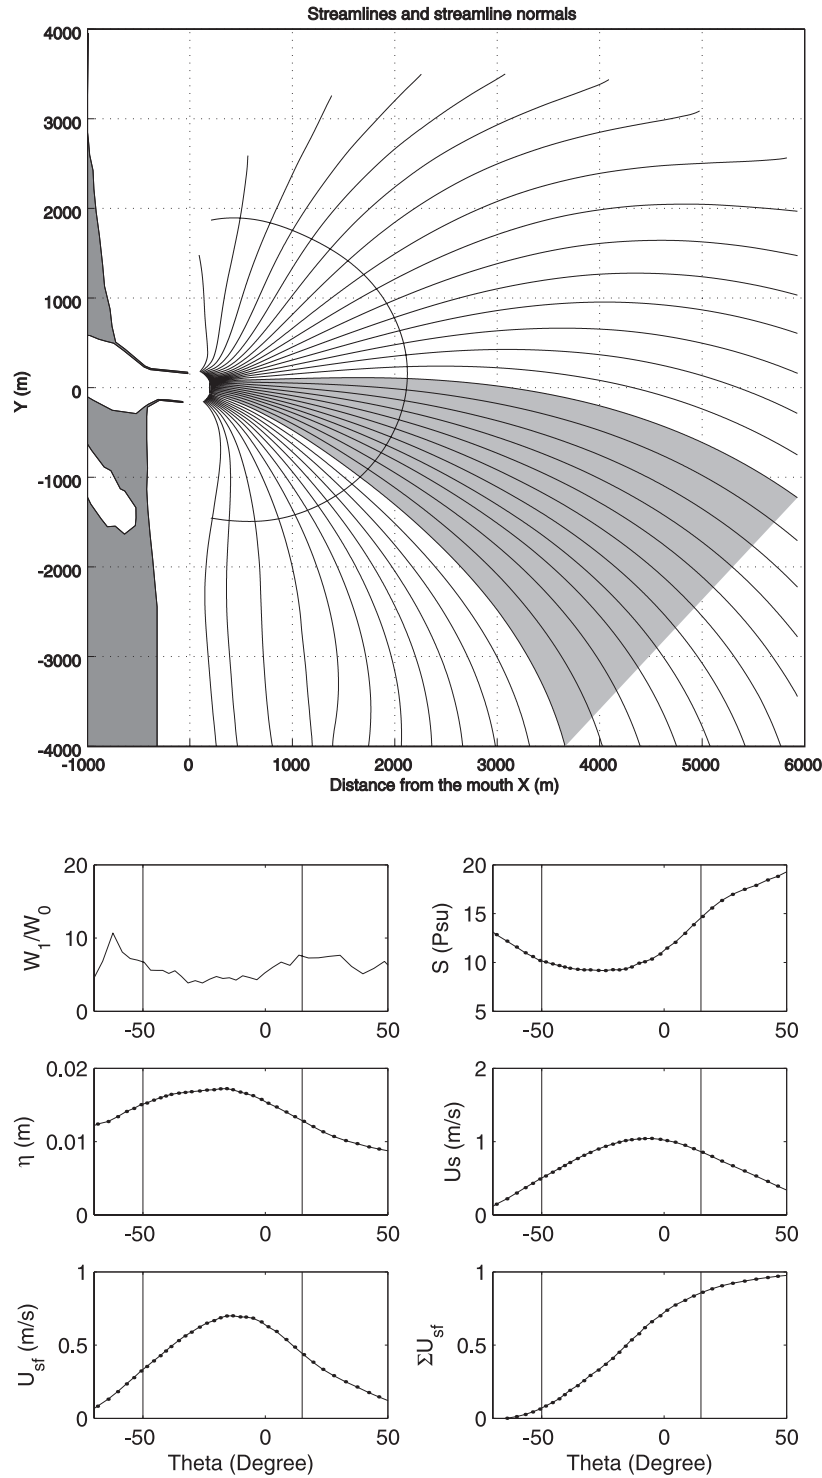 Streamlines and streamline normals
4000
3000
2000
1000
0
-1000
-2000
-3000
-4000
Y (m)
-1000 0 1000 2000 3000 4000 5000 6000
Distance from the mouth X (m)
20
10
0
W1/W0
-50 0 50
20
15
10
5
S (Psu)
-50 0 50
0.02
0.01
0
η (m)
-50 0 50
2
1
0
Us (m/s)
-50 0 50
1
0.5
0
Usf (m/s)
-50 0 50
Theta (Degree)
1
0.5
0
ΣUsf
-50 0 50
Theta (Degree)